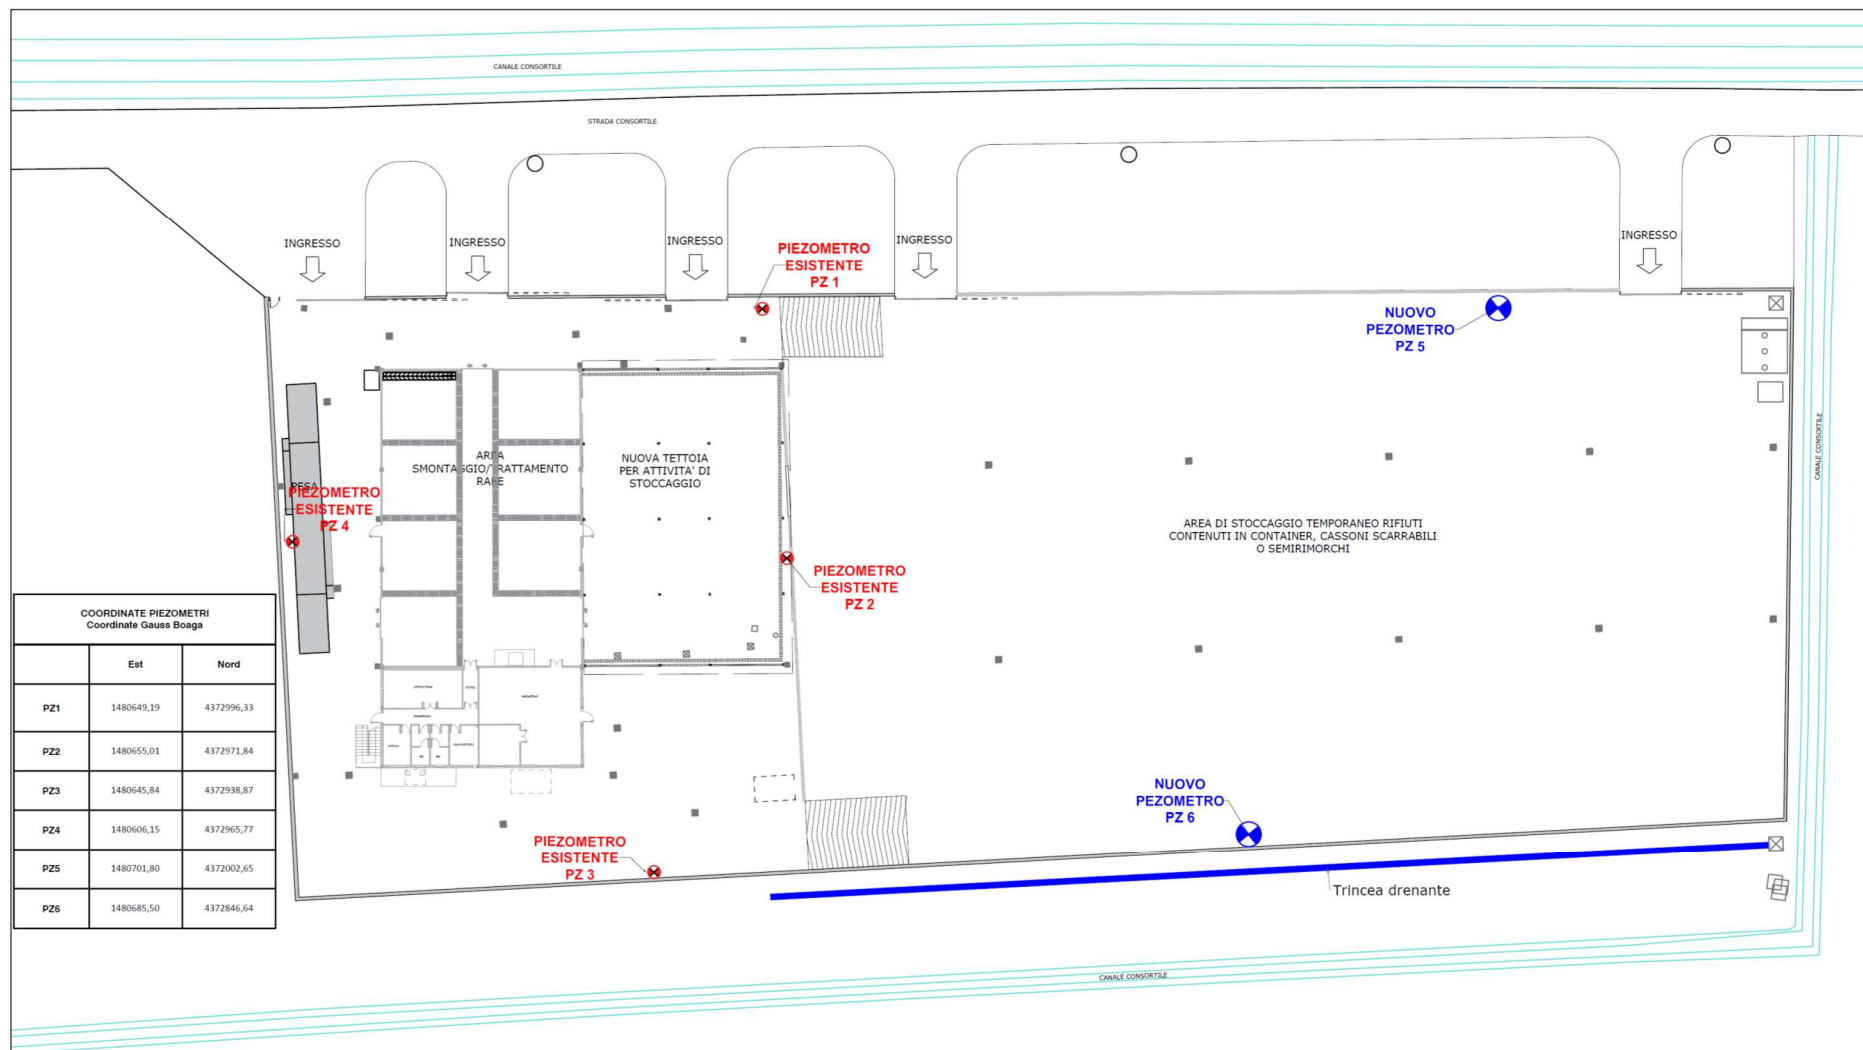 CANALE CONSORTILE
STRADA CONSORTILE
INGRESSO
INGRESSO
INGRESSO
INGRESSO
INGRESSO
PIEZOMETRO
ESISTENTE
PZ 1
NUOVO
PEZOMETRO
PZ 5
CANALE CONSORTILE
AREA
SMONTAGGIO/TRATTAMENTO
RAEE
NUOVA TETTOIA
PER ATTIVITA' DI
STOCCAGGIO
PESA
PIEZOMETRO
ESISTENTE
PZ 4
AREA DI STOCCAGGIO TEMPORANEO RIFIUTI
CONTENUTI IN CONTAINER, CASSONI SCARRABILI
O SEMIRIMORCHI
PIEZOMETRO
ESISTENTE
PZ 2
COORDINATE PIEZOMETRI
Coordinate Gauss Boaga
Est Nord
PZ1 1480649,19 4372996,33
PZ2 1480655,01 4372971,84
PZ3 1480645,84 4372938,87
PZ4 1480606,15 4372965,77
PZ5 1480701,80 4372002,65
PZ6 1480685,50 4372846,64
NUOVO
PEZOMETRO
PZ 6
PIEZOMETRO
ESISTENTE
PZ 3
Trincea drenante
CANALE CONSORTILE